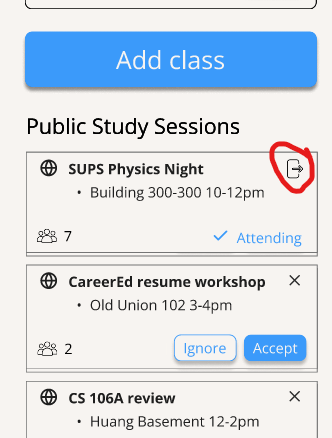 Add class
Public Study Sessions
SUPS Physics Night
• Building 300-300 10-12pm
7
Attending
CareerEd resume workshop
• Old Union 102 3-4pm
2
Ignore
Accept
CS 106A review
• Huang Basement 12-2pm